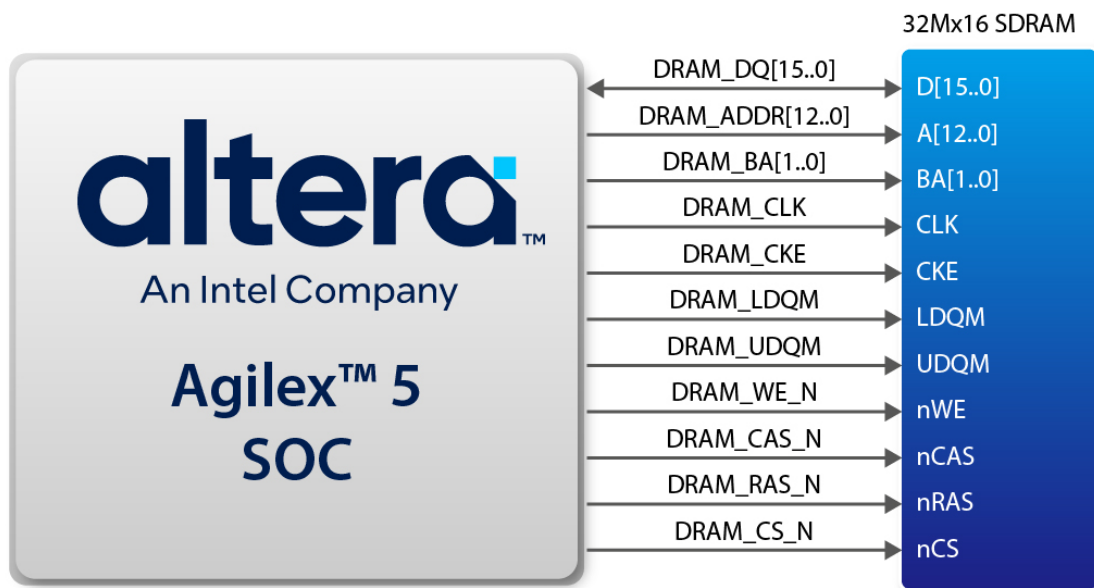 32Mx16 SDRAM
DRAM_DQ[15..0]
D[15..0]
DRAM_ADDR[12..0]
A[12..0]
DRAM_BA[1..0]
BA[1..0]
DRAM_CLK
CLK
DRAM_CKE
CKE
DRAM_LDQM
LDQM
DRAM_UDQM
UDQM
DRAM_WE_N
nWE
DRAM_CAS_N
nCAS
DRAM_RAS_N
nRAS
DRAM_CS_N
nCS
altera™
An Intel Company
Agilex™ 5
SOC